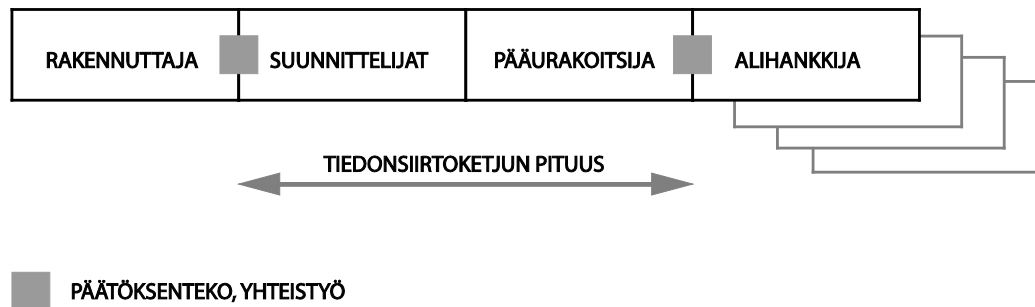 RAKENNUTTAJA SUUNNITTELIJAT PÄÄURAKOITSIJA ALIHANKKIJA
TIEDONSIIRTOKETJUN PITUUS
PÄÄTÖKSENTEKO, YHTEISTYÖ